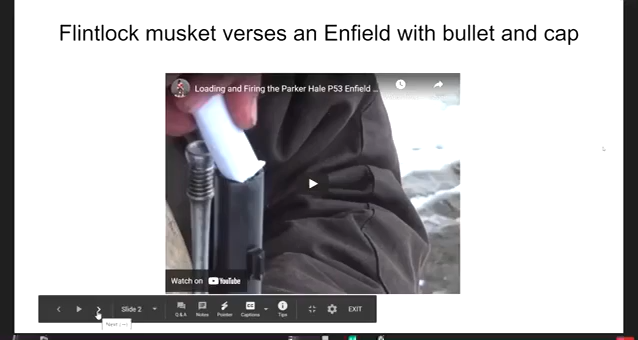 Flintlock musket verses an Enfield with bullet and cap
Loading and Firing the Parker Hale P53 Enfield ...
Watch on YouTube
Slide 2
Q&A
Notes
Pointer
Captions
Tips
EXIT